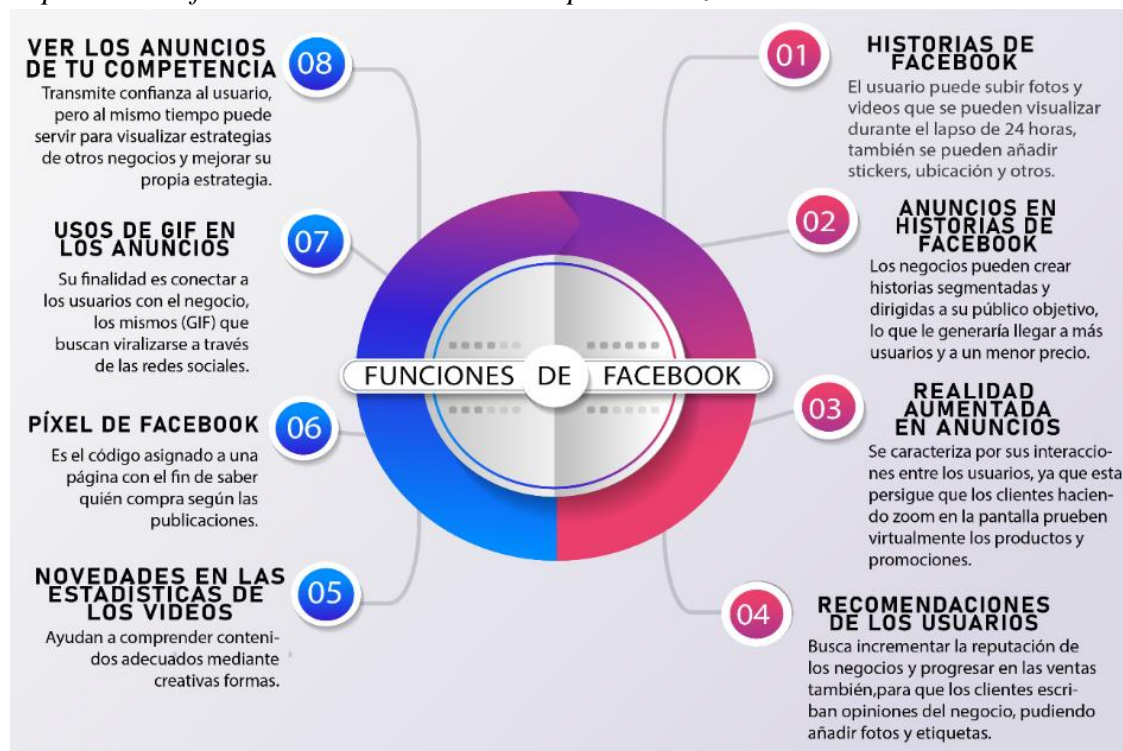 FUNCIONES DE FACEBOOK
01
HISTORIAS DE
FACEBOOK
El usuario puede subir fotos y
videos que se pueden visualizar
durante el lapso de 24 horas,
también se pueden añadir
stickers, ubicación y otros.
02
ANUNCIOS EN
HISTORIAS DE
FACEBOOK
Los negocios pueden crear
historias segmentadas y
dirigidas a su público objetivo,
lo que le generaría llegar a más
usuarios y a un menor precio.
03
REALIDAD
AUMENTADA
EN ANUNCIOS
Se caracteriza por sus interaccio-
nes entre los usuarios, ya que esta
persigue que los clientes hacien-
do zoom en la pantalla prueben
virtualmente los productos y
promociones.
04
RECOMENDACIONES
DE LOS USUARIOS
Busca incrementar la reputación de
los negocios y progresar en las ventas
también,para que los clientes escri-
ban opiniones del negocio, pudiendo
añadir fotos y etiquetas.
05
NOVEDADES EN LAS
ESTADISTICAS DE
LOS VIDEOS
Ayudan a comprender conteni-
dos adecuados mediante
creativas formas.
06
PÍXEL DE FACEBOOK
Es el código asignado a una
página con el fin de saber
quién compra según las
publicaciones.
07
USOS DE GIF EN
LOS ANUNCIOS
Su finalidad es conectar a
los usuarios con el negocio,
los mismos (GIF) que
buscan viralizarse a través
de las redes sociales.
08
VER LOS ANUNCIOS
DE TU COMPETENCIA
Transmite confianza al usuario,
pero al mismo tiempo puede
servir para visualizar estrategias
de otros negocios y mejorar su
propia estrategia.